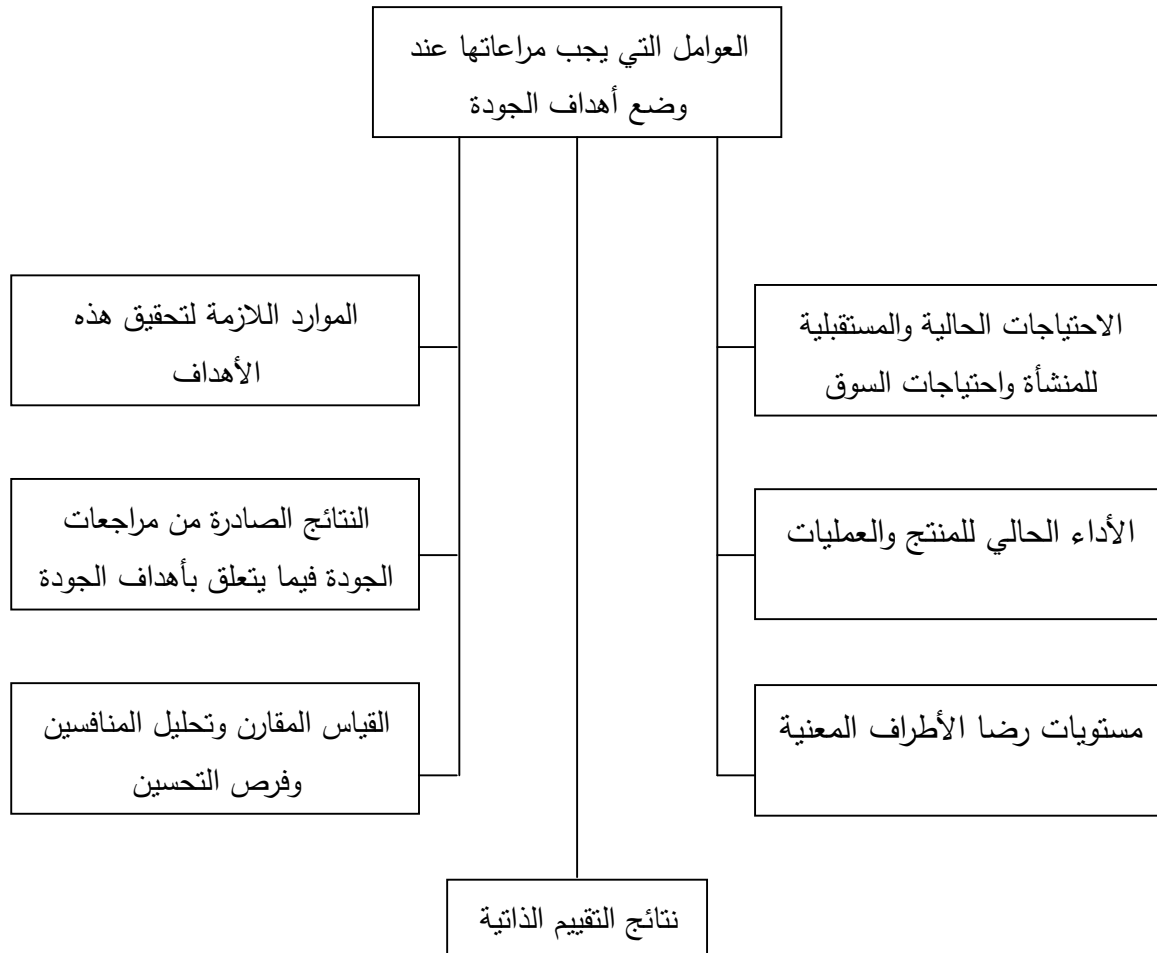 العوامل التي يجب مراعاتها عند
وضع أهداف الجودة
الاحتياجات الحالية والمستقبلية
للمنشأة واحتياجات السوق
الأداء الحالي للمنتج والعمليات
مستويات رضا الأطراف المعنية
الموارد اللازمة لتحقيق هذه
الأهداف
النتائج الصادرة من مراجعات
الجودة فيما يتعلق بأهداف الجودة
القياس المقارن وتحليل المنافسين
وفرص التحسين
نتائج التقييم الذاتية